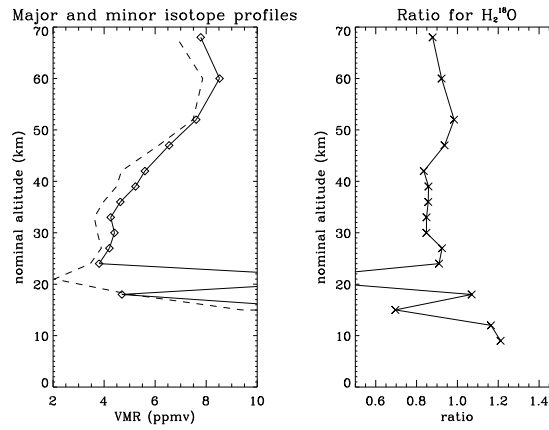 Major and minor isotope profiles
70
60
50
40
30
20
10
0
nominal altitude (km)
2 4 6 8 10
VMR (ppmv)
Ratio for H₂¹⁸O
70
60
50
40
30
20
10
0
nominal altitude (km)
0.6 0.8 1.0 1.2 1.4
ratio